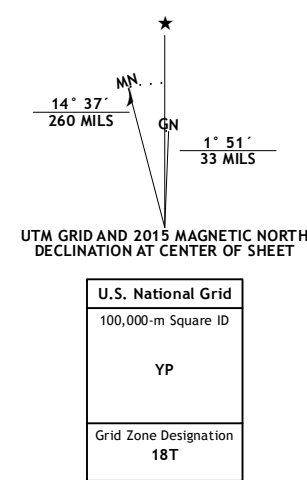 ★
MN
14° 37´
260 MILS
GN
1° 51´
33 MILS
UTM GRID AND 2015 MAGNETIC NORTH
DECLINATION AT CENTER OF SHEET
U.S. National Grid
100,000-m Square ID
YP
Grid Zone Designation
18T